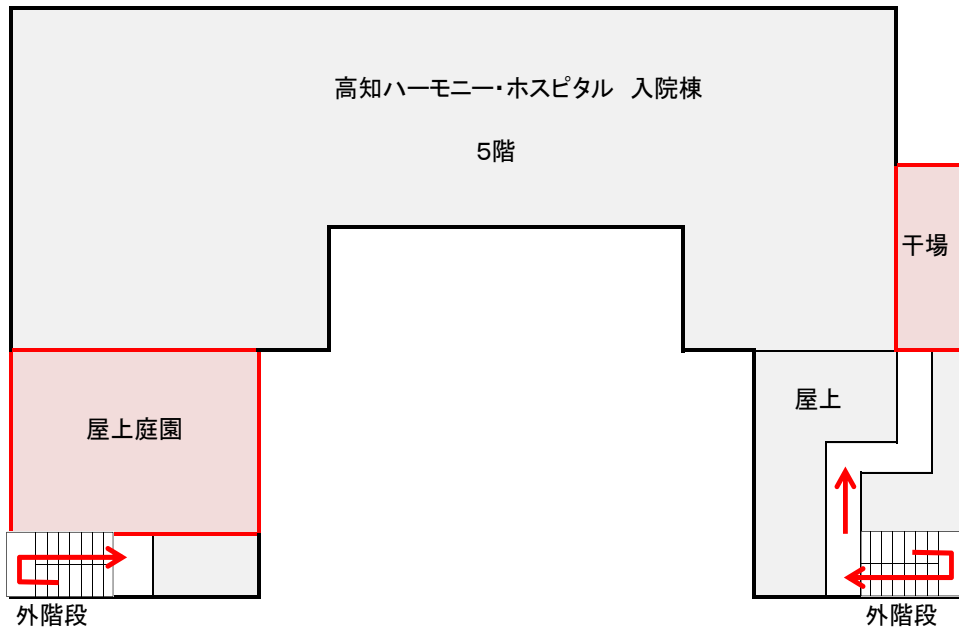 高知ハーモニー・ホスピタル　入院棟
５階
干場
屋上
屋上庭園
外階段
外階段